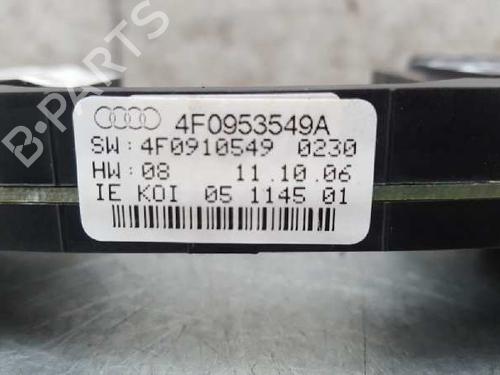 4F0953549A
SW: 4F0910549 0230
HW: 08 11.10.06
IE KOI 05 1145 01
B-Parts